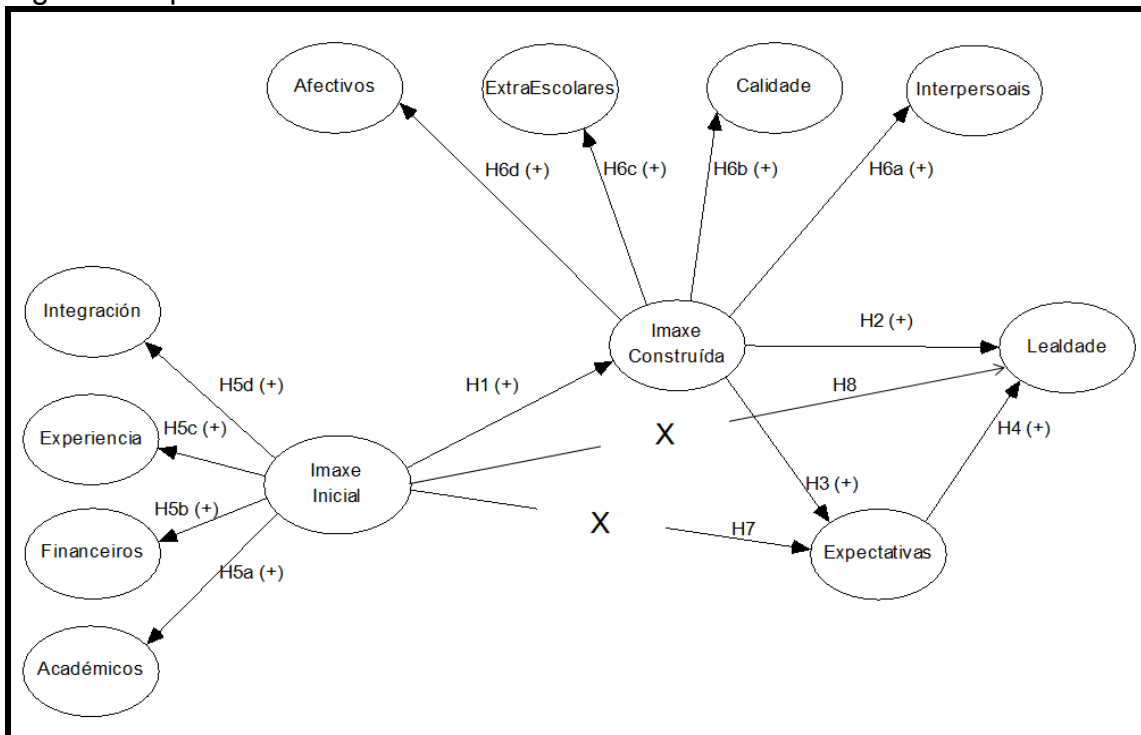 Afectivos
ExtraEscolares
Calidade
Interpersoais
H6d (+)
H6c (+)
H6b (+)
H6a (+)
Integración
Imaxe
Construída
H2 (+)
Lealdade
H5d (+)
H1 (+)
H8
Experiencia
H5c (+)
X
H4 (+)
Imaxe
Inicial
H3 (+)
H5b (+)
X
H7
Financeiros
Expectativas
H5a (+)
Académicos